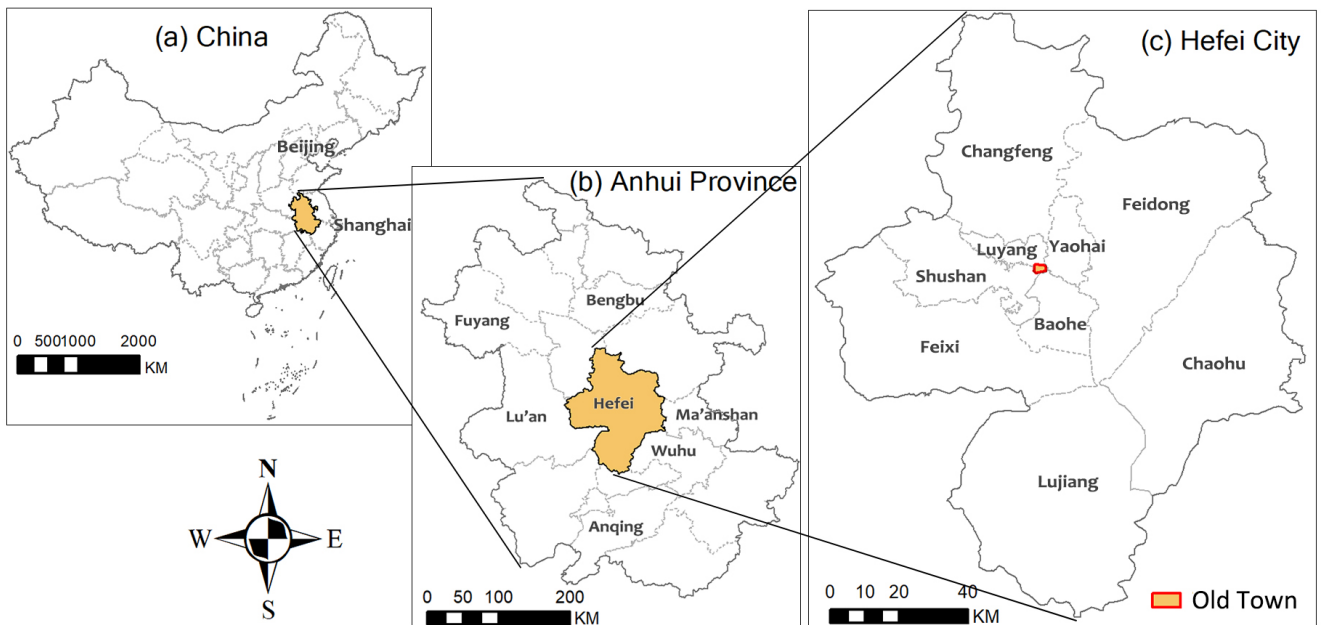 (a) China
Beijing
Shanghai
0 5001000 2000
KM
N
W E
S
(b) Anhui Province
Bengbu
Fuyang
Hefei
Lu'an
Ma'anshan
Wuhu
Anqing
0 50 100 200
KM
(c) Hefei City
Changfeng
Feidong
Luyang
Yaohai
Shushan
Baohe
Feixi
Chaohu
Lujiang
0 10 20 40
KM
Old Town